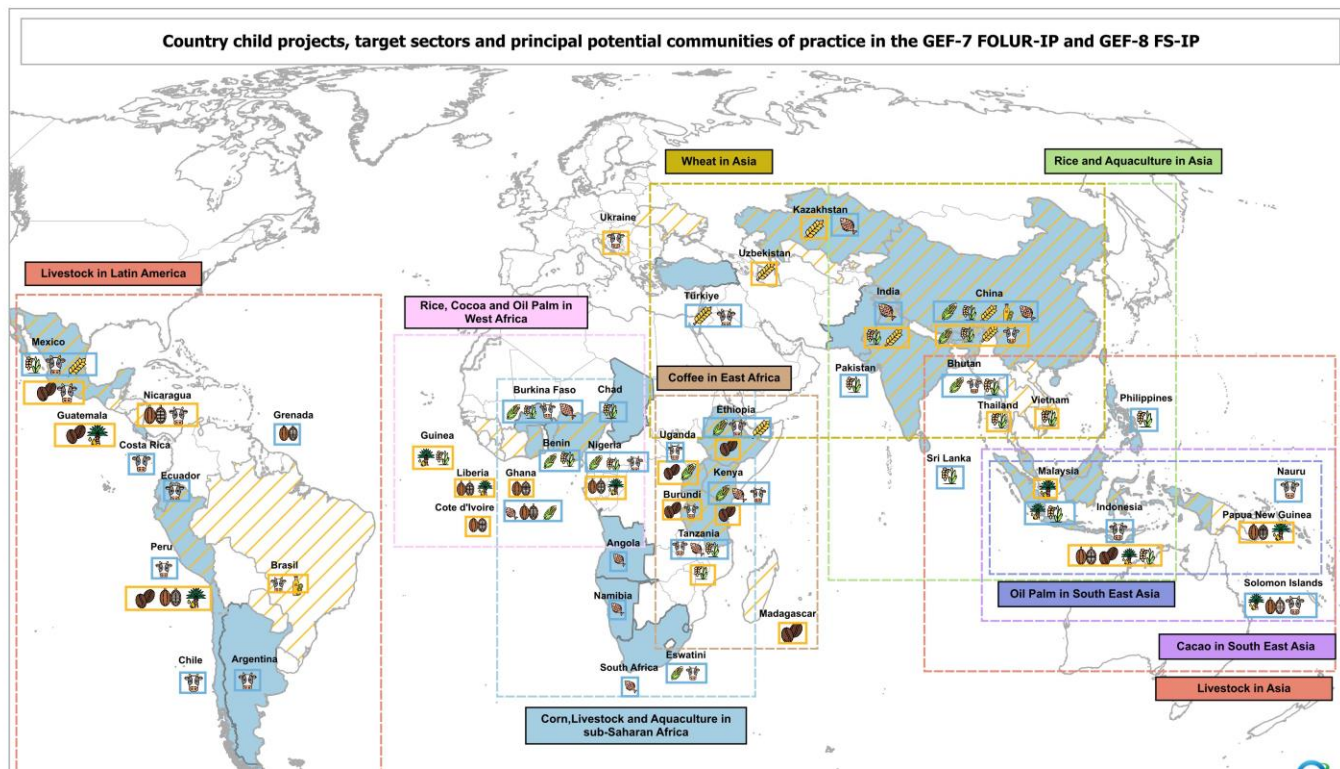 Country child projects, target sectors and principal potential communities of practice in the GEF-7 FOLUR-IP and GEF-8 FS-IP
Wheat in Asia
Rice and Aquaculture in Asia
Kazakhstan
Ukraine
Uzbekistan
Livestock in Latin America
Rice, Cocoa and Oil Palm in
West Africa
Türkiye
India
China
Mexico
Pakistan
Bhutan
Coffee in East Africa
Burkina Faso
Chad
Nicaragua
Grenada
Guatemala
Ethiopia
Thailand
Vietnam
Philippines
Costa Rica
Guinea
Benin
Nigeria
Uganda
Sri Lanka
Ecuador
Liberia
Ghana
Kenya
Malaysia
Nauru
Cote d'Ivoire
Burundi
Indonesia
Papua New Guinea
Peru
Brasil
Angola
Tanzania
Namibia
Madagascar
Oil Palm in South East Asia
Solomon Islands
Chile
Argentina
South Africa
Eswatini
Cacao in South East Asia
Livestock in Asia
Corn,Livestock and Aquaculture in
sub-Saharan Africa